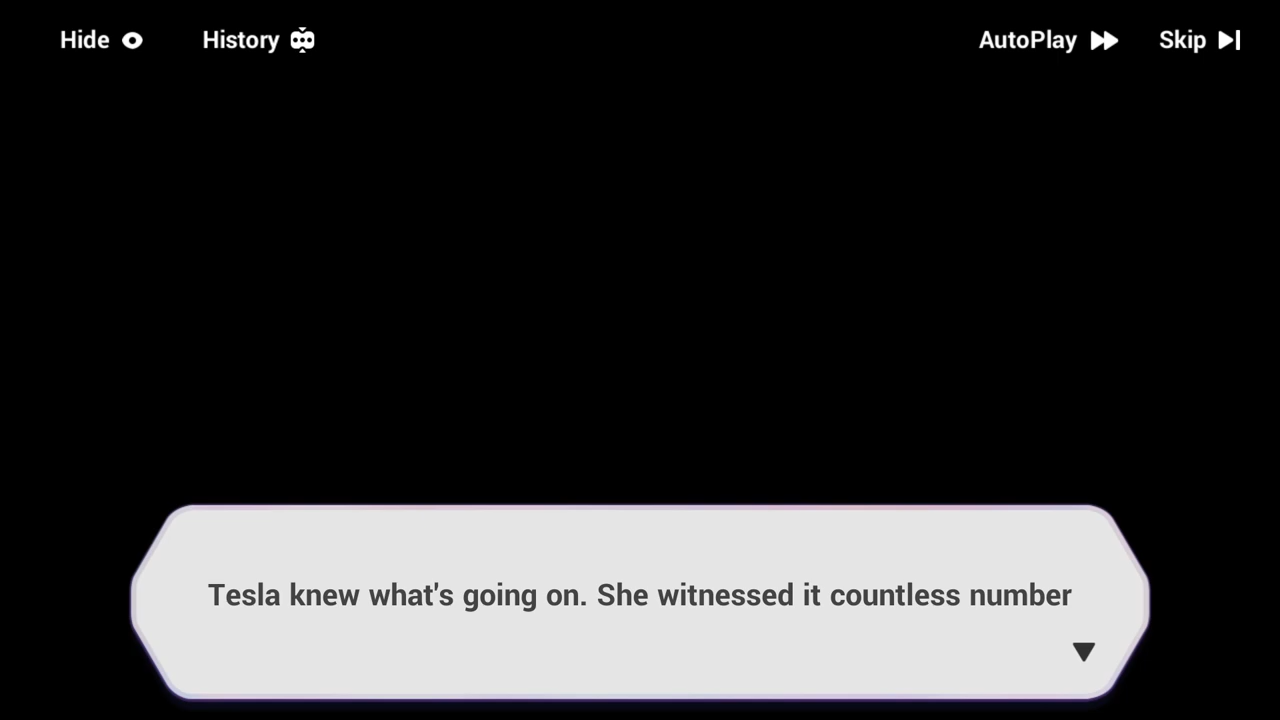 Hide
History
AutoPlay
Skip
Tesla knew what's going on. She witnessed it countless number